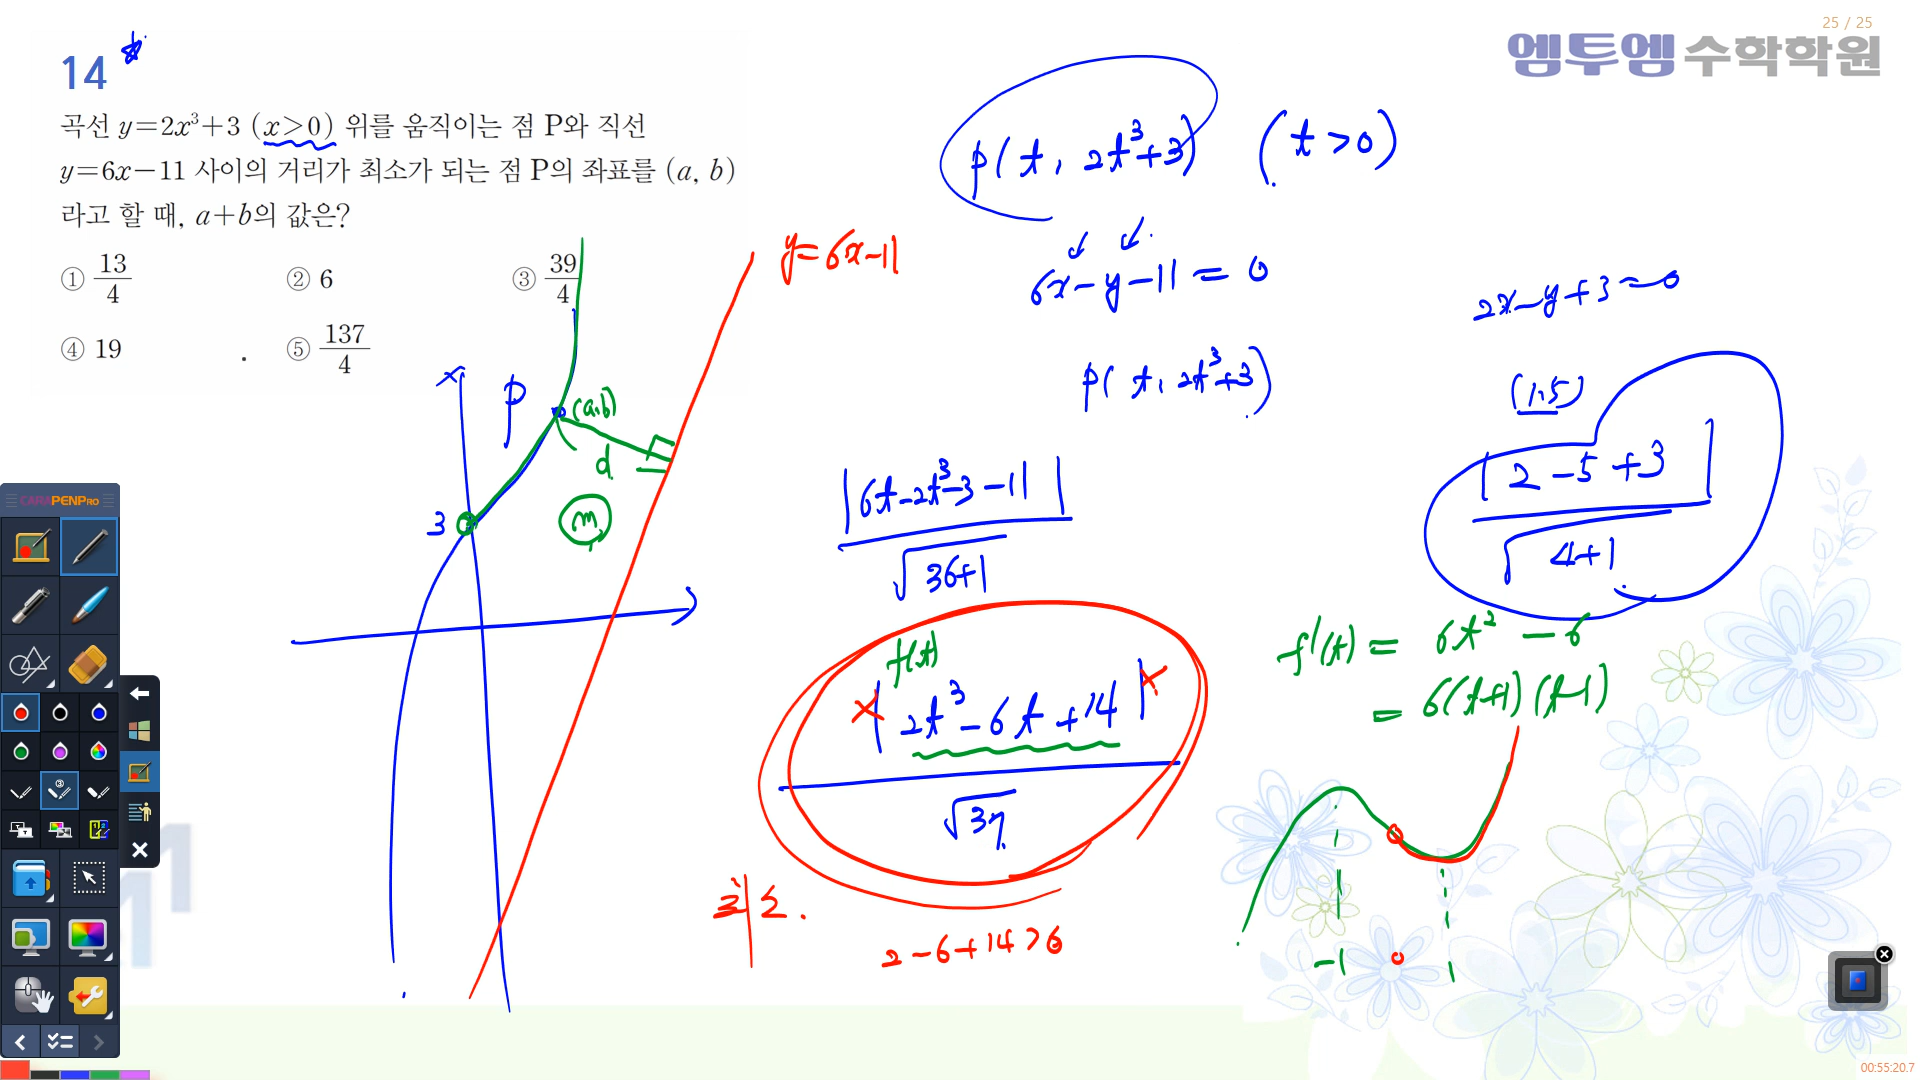 25 / 25
엠투엠 수학학원
14
곡선 y=2x³+3 (x>0) 위를 움직이는 점 P와 직선
y=6x−11 사이의 거리가 최소가 되는 점 P의 좌표를 (a, b)
라고 할 때, a+b의 값은?
① 13/4 ② 6 ③ 39/4
④ 19 ⑤ 137/4
y=6x-11
P
(a,b)
d
m
3
P(t, 2t³+3) (t>0)
6x-y-11=0
P(t, 2t³+3)
|6t-2t³-3-11|
√36+1
f(t)
|2t³-6t+14|
√37
최소.
2-6+14>0
2x-y+3=0
(1,5)
|2-5+3|
√4+1
f'(t) = 6t²-6
= 6(t+1)(t-1)
-1 0 1
CARAPENPRO
00:55:20.7